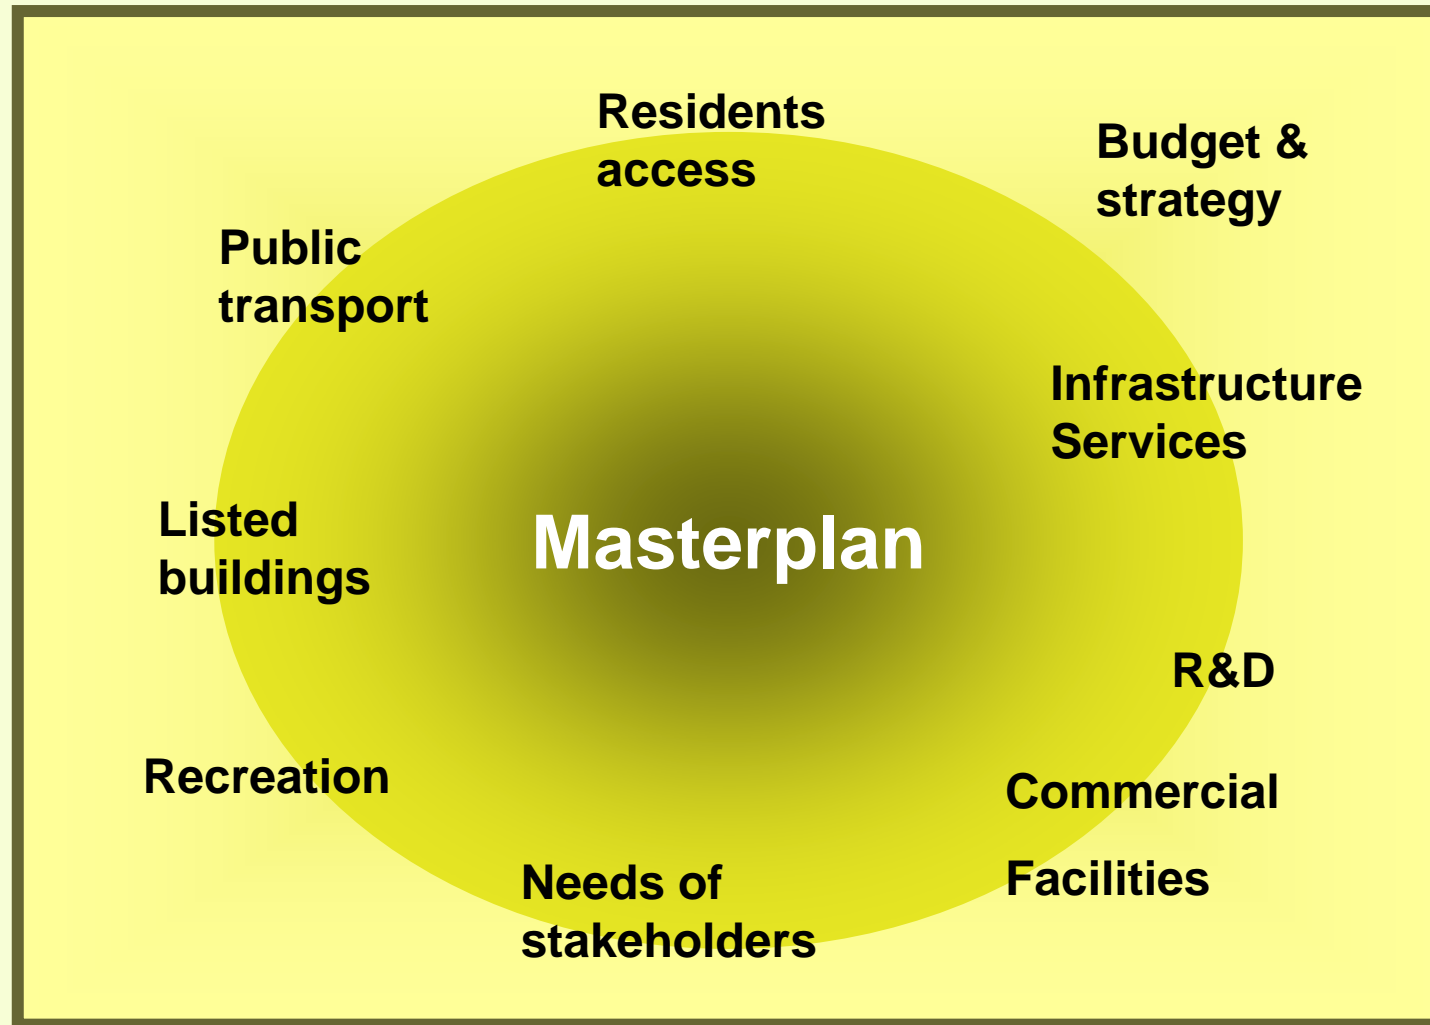 Residents
access
Budget &
strategy
Public
transport
Infrastructure
Services
Listed
buildings
Masterplan
R&D
Recreation
Commercial
Facilities
Needs of
stakeholders